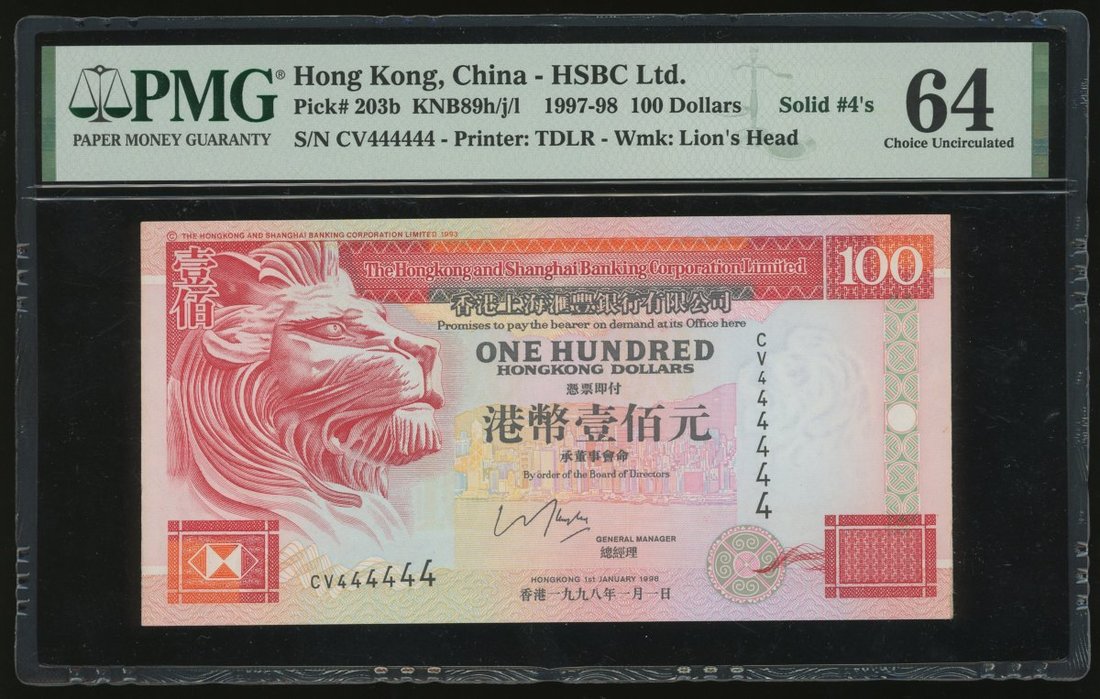 PMG®
PAPER MONEY GUARANTY
Hong Kong, China - HSBC Ltd.
Pick# 203b KNB89h/j/l 1997-98 100 Dollars Solid #4's
S/N CV444444 - Printer: TDLR - Wmk: Lion's Head
64
Choice Uncirculated
© THE HONGKONG AND SHANGHAI BANKING CORPORATION LIMITED 1993
壹佰
The Hongkong and Shanghai Banking Corporation Limited
100
香港上海滙豐銀行有限公司
Promises to pay the bearer on demand at its Office here
ONE HUNDRED
HONGKONG DOLLARS
憑票即付
港幣壹佰元
承董事會命
By order of the Board of Directors
CV444444
GENERAL MANAGER
總經理
CV444444
HONGKONG 1st JANUARY 1998
香港一九九八年一月一日